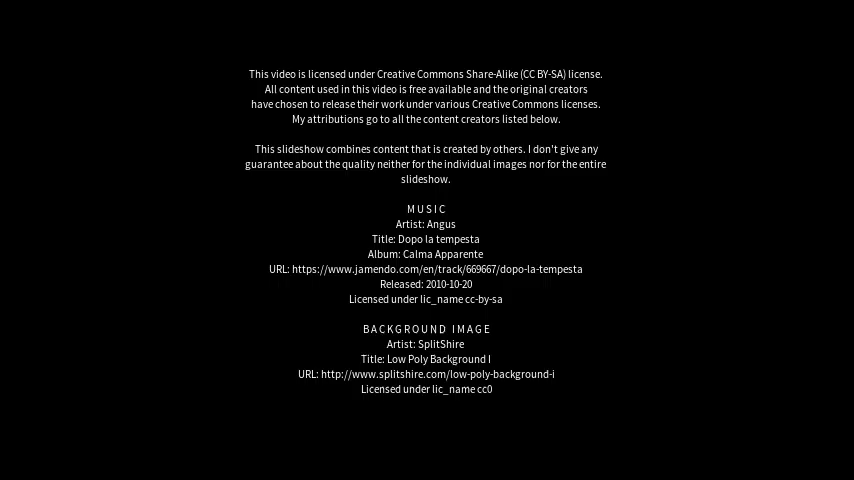 This video is licensed under Creative Commons Share-Alike (CC BY-SA) license.
All content used in this video is free available and the original creators
have chosen to release their work under various Creative Commons licenses.
My attributions go to all the content creators listed below.
This slideshow combines content that is created by others. I don't give any
guarantee about the quality neither for the individual images nor for the entire
slideshow.
MUSIC
Artist: Angus
Title: Dopo la tempesta
Album: Calma Apparente
URL: https://www.jamendo.com/en/track/669667/dopo-la-tempesta
Released: 2010-10-20
Licensed under lic_name cc-by-sa
BACKGROUND IMAGE
Artist: SplitShire
Title: Low Poly Background I
URL: http://www.splitshire.com/low-poly-background-i
Licensed under lic_name cc0